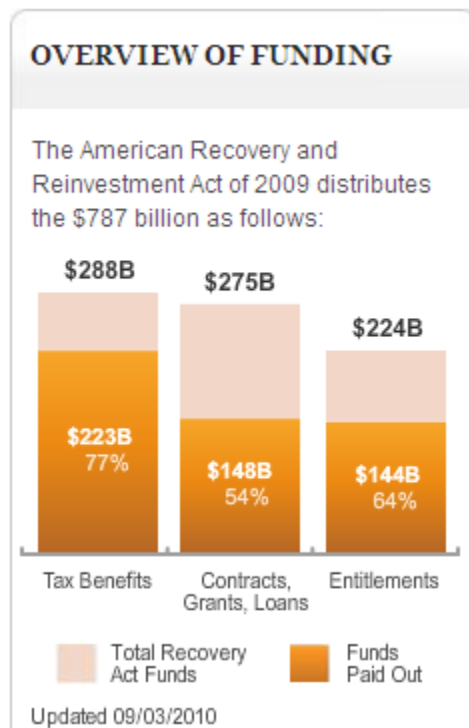 OVERVIEW OF FUNDING
The American Recovery and
Reinvestment Act of 2009 distributes
the $787 billion as follows:
$288B
$275B
$224B
$223B
77%
$148B
54%
$144B
64%
Tax Benefits
Contracts,
Grants, Loans
Entitlements
Total Recovery
Act Funds
Funds
Paid Out
Updated 09/03/2010